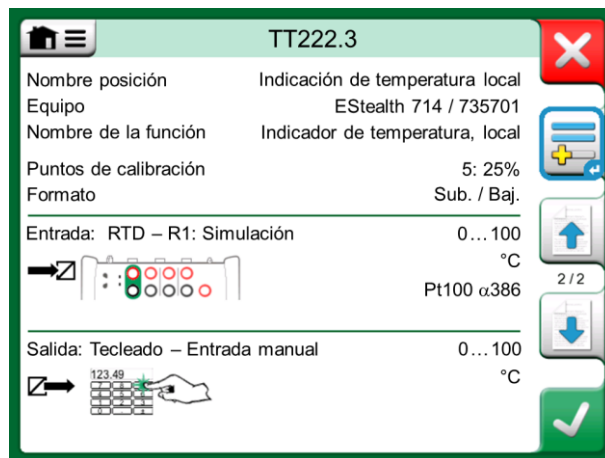 TT222.3
Nombre posición Indicación de temperatura local
Equipo EStealth 714 / 735701
Nombre de la función Indicador de temperatura, local
Puntos de calibración 5: 25%
Formato Sub. / Baj.
Entrada: RTD – R1: Simulación 0...100
°C
Pt100 α386
2 / 2
Salida: Tecleado – Entrada manual 0...100
°C
123.49